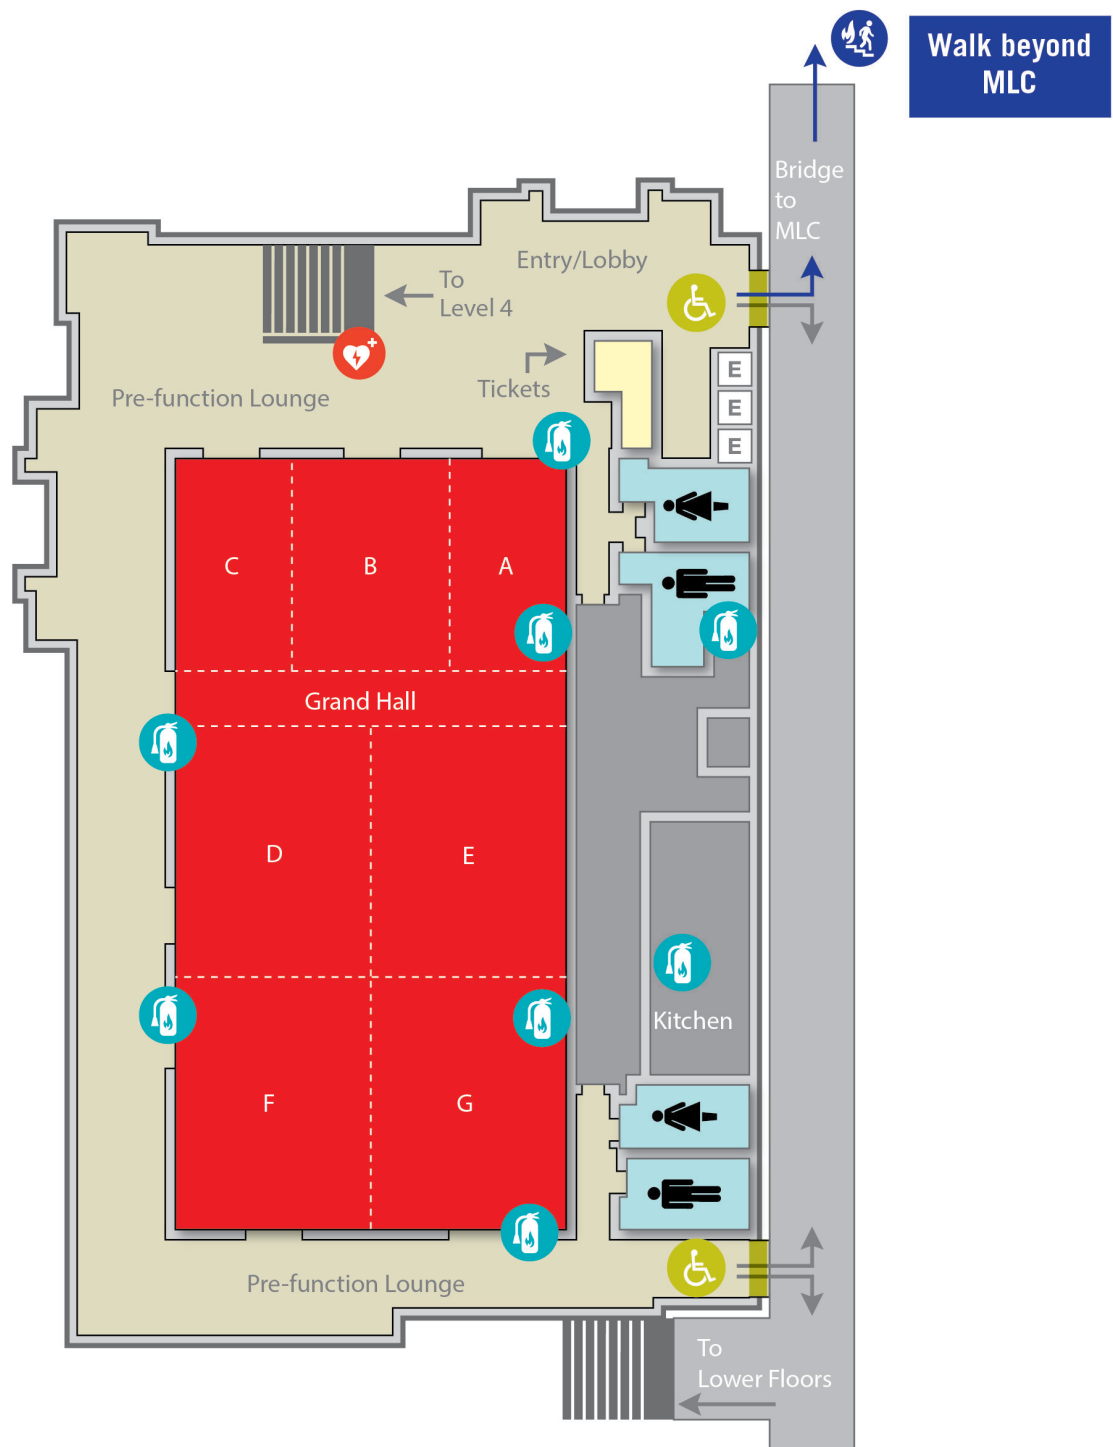 Walk beyond
MLC
Bridge
to
MLC
Entry/Lobby
To
Level 4
Tickets
E
E
E
Pre-function Lounge
C
B
A
Grand Hall
D
E
Kitchen
F
G
Pre-function Lounge
To
Lower Floors